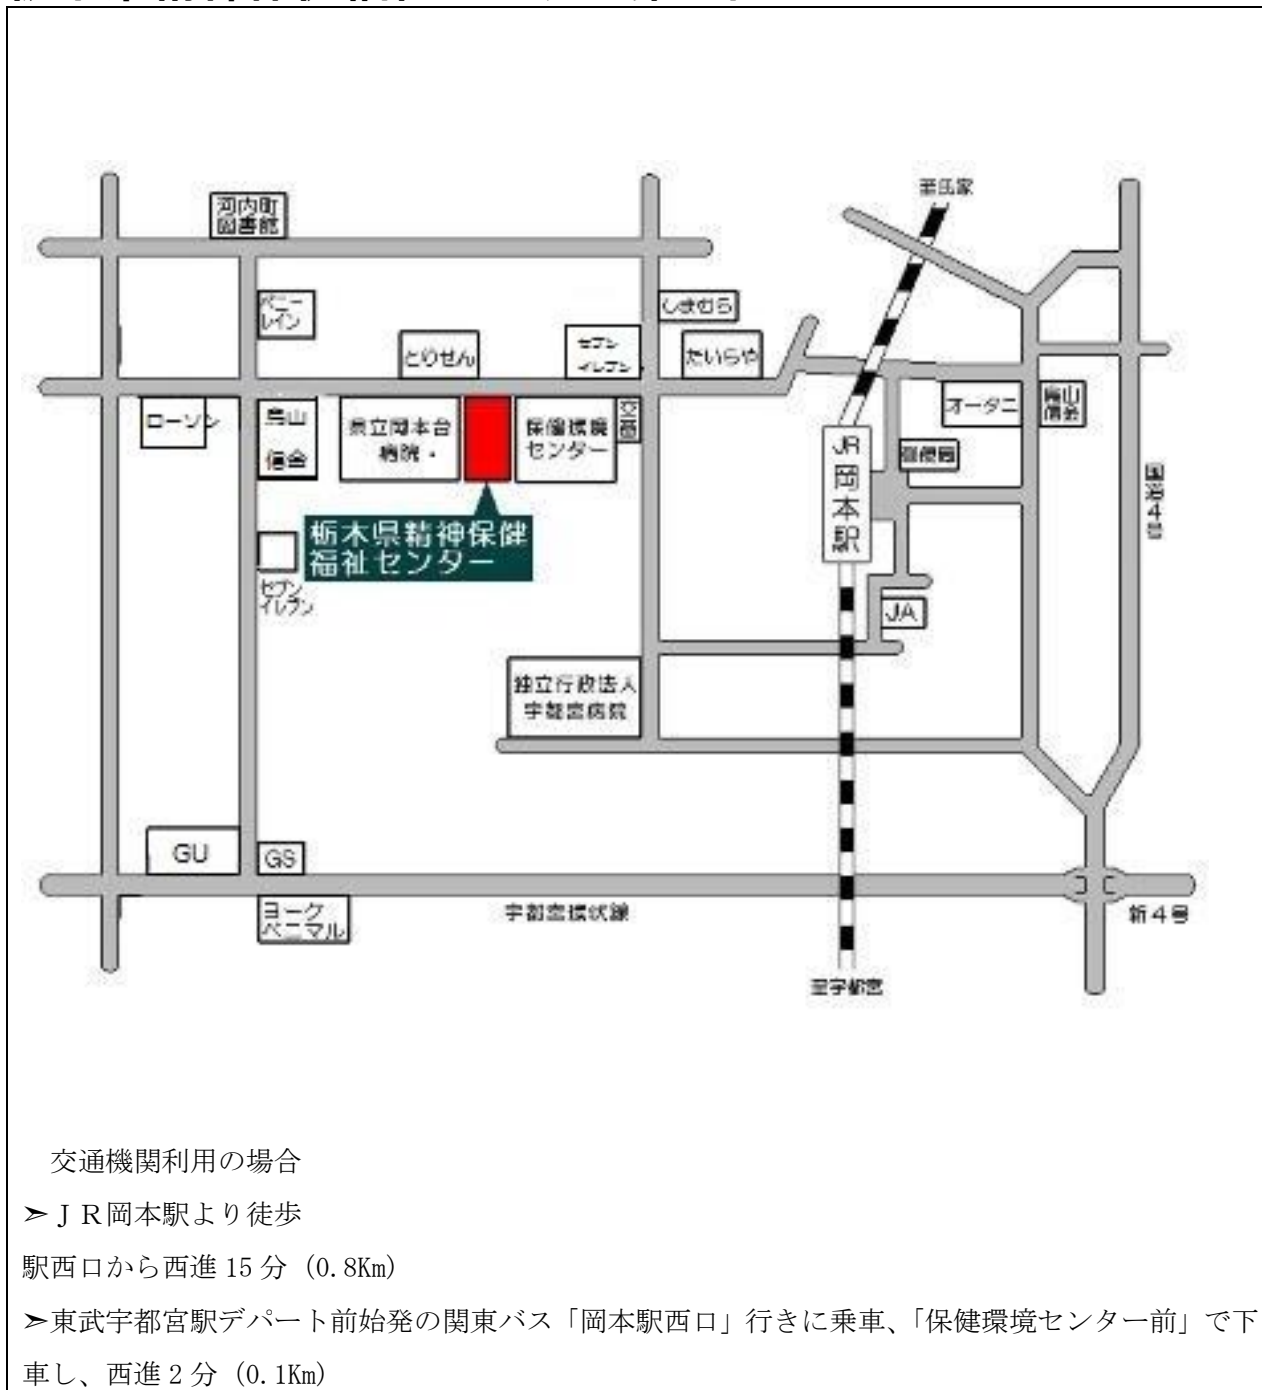 至氏家
河内町
図書館
ベニー
レイン
しまむら
セブン
イレブン
とりせん
たいらや
オータニ
烏山
信金
ローソン
烏山
信金
県立岡本台
病院・
保健環境
センター
交番
JR
岡本駅
郵便局
国道4号
栃木県精神保健
福祉センター
セブン
イレブン
JA
独立行政法人
宇都宮病院
GU
GS
ヨーク
ベニマル
宇都宮環状線
新４号
至宇都宮
交通機関利用の場合
➢ＪＲ岡本駅より徒歩
駅西口から西進 15 分（0.8Km）
➢東武宇都宮駅デパート前始発の関東バス「岡本駅西口」行きに乗車、「保健環境センター前」で下
車し、西進 2 分（0.1Km）